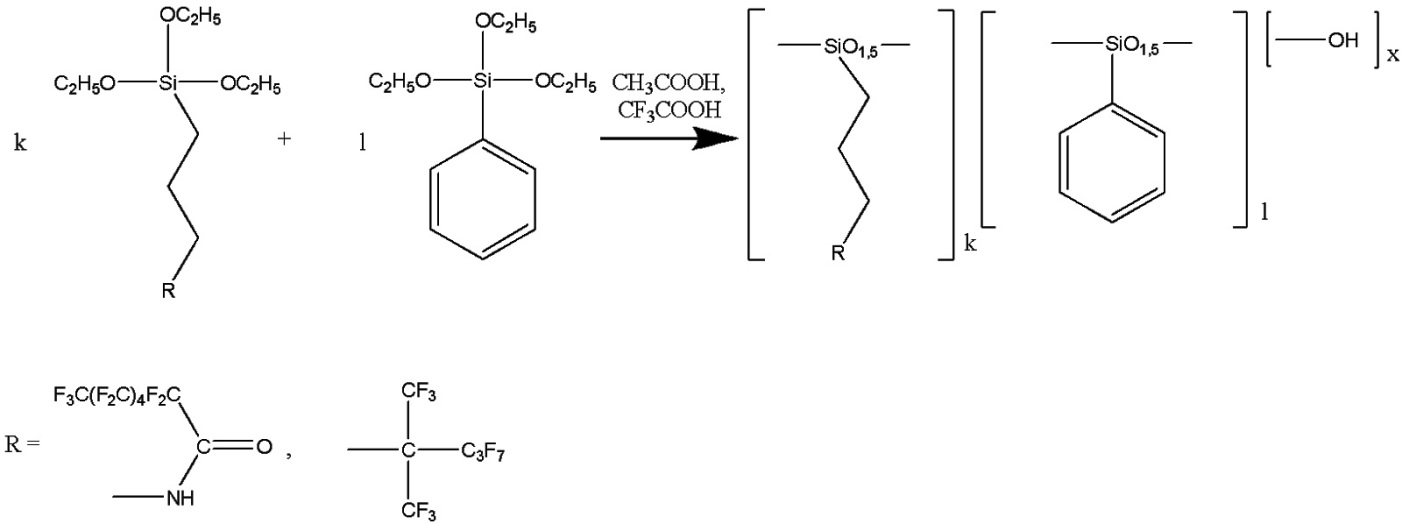 OC₂H₅
C₂H₅O Si OC₂H₅
R
k
+
OC₂H₅
C₂H₅O Si OC₂H₅
l
CH₃COOH,
CF₃COOH
SiO₁,₅
R
k
SiO₁,₅
l
OH
x
R =
F₃C(F₂C)₄F₂C
C O ,
NH
CF₃
C C₃F₇
CF₃